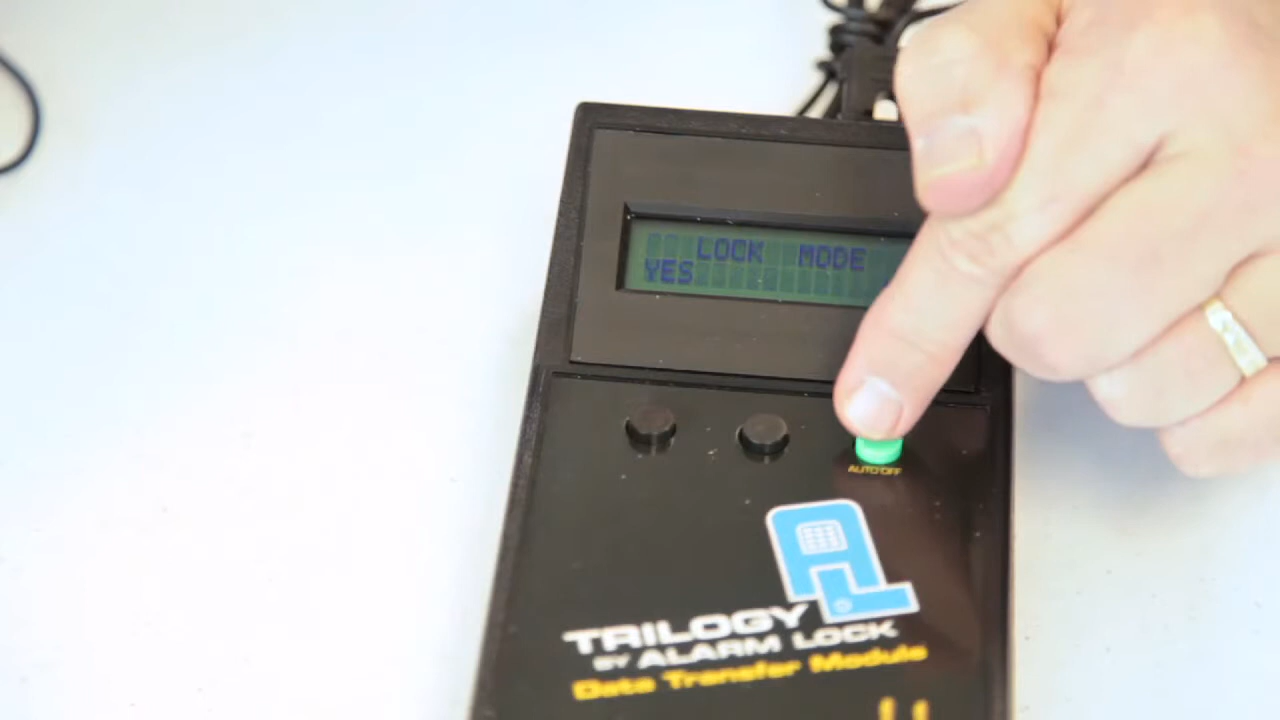 LOCK MODE
YES
AUTO OFF
TRILOGY
BY ALARM LOCK
Data Transfer Module